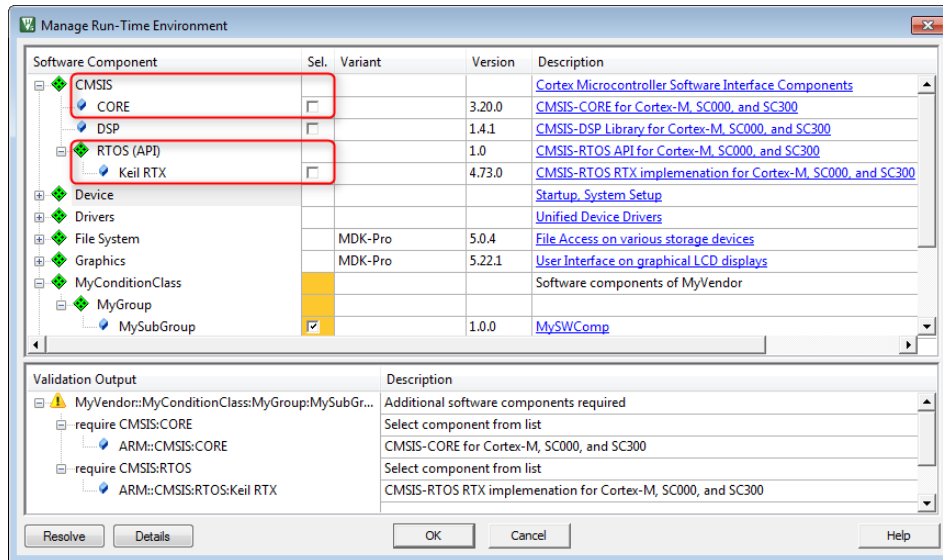 Manage Run-Time Environment
Software Component Sel. Variant Version Description
CMSIS Cortex Microcontroller Software Interface Components
CORE 3.20.0 CMSIS-CORE for Cortex-M, SC000, and SC300
DSP 1.4.1 CMSIS-DSP Library for Cortex-M, SC000, and SC300
RTOS (API) 1.0 CMSIS-RTOS API for Cortex-M, SC000, and SC300
Keil RTX 4.73.0 CMSIS-RTOS RTX implemenation for Cortex-M, SC000, and SC300
Device Startup, System Setup
Drivers Unified Device Drivers
File System MDK-Pro 5.0.4 File Access on various storage devices
Graphics MDK-Pro 5.22.1 User Interface on graphical LCD displays
MyConditionClass Software components of MyVendor
MyGroup
MySubGroup 1.0.0 MySWComp
Validation Output Description
MyVendor::MyConditionClass:MyGroup:MySubGr... Additional software components required
require CMSIS:CORE Select component from list
ARM::CMSIS:CORE CMSIS-CORE for Cortex-M, SC000, and SC300
require CMSIS:RTOS Select component from list
ARM::CMSIS:RTOS:Keil RTX CMSIS-RTOS RTX implemenation for Cortex-M, SC000, and SC300
Resolve Details OK Cancel Help